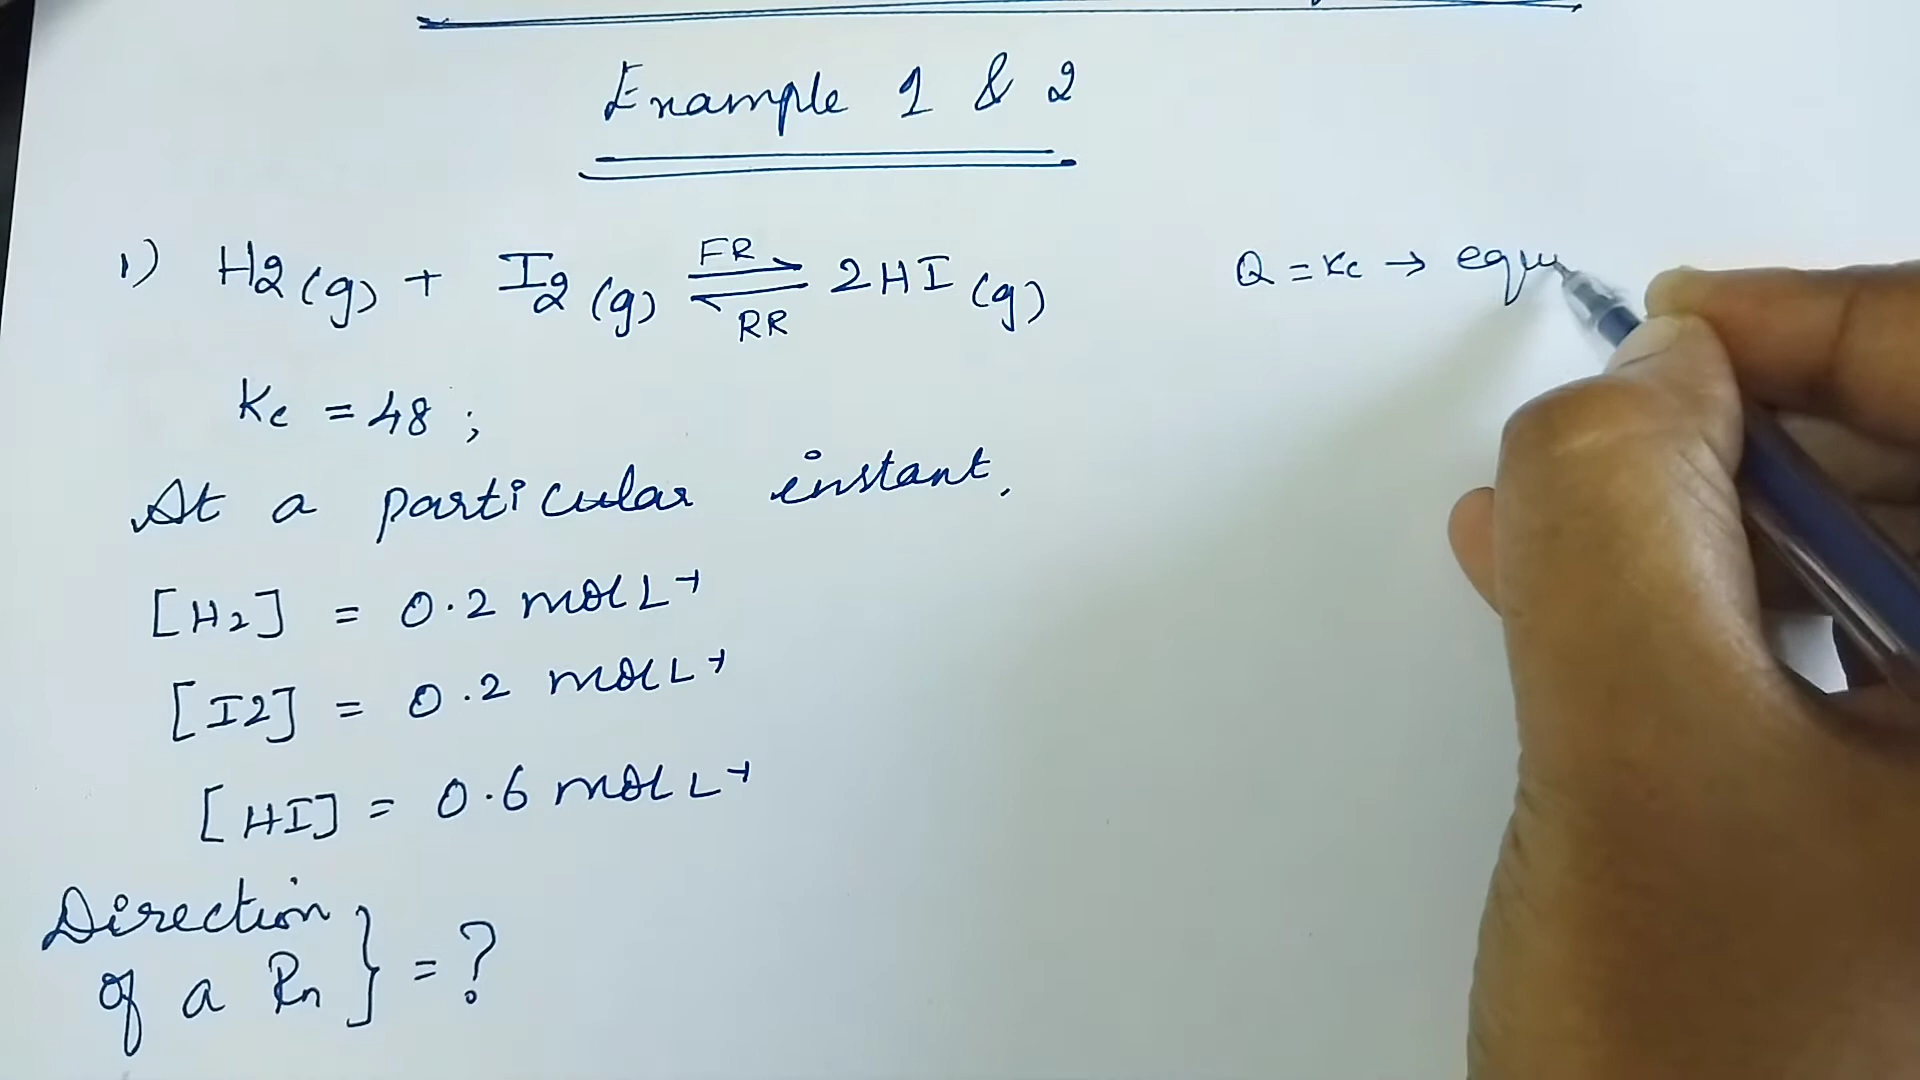 Example 1 & 2
1) H2(g) + I2(g) ⇌ 2HI(g)
FR
RR
Q = Kc → equi
Kc = 48 ;
At a particular instant,
[H2] = 0.2 mol L-1
[I2] = 0.2 mol L-1
[HI] = 0.6 mol L-1
Direction
of a Rn } = ?